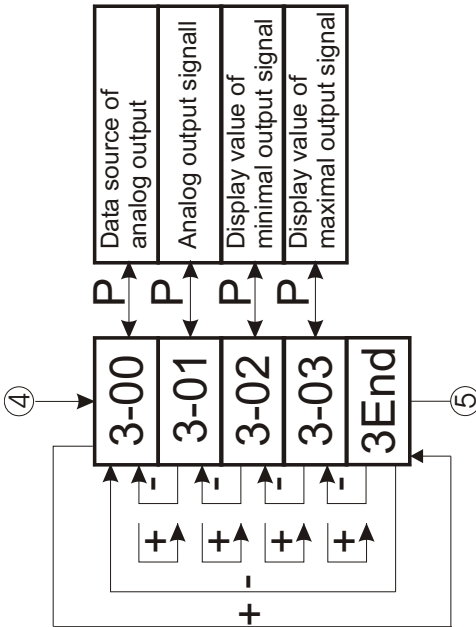 ④
3-00
P
Data source of
analog output
- +
3-01
P
Analog output signall
- +
3-02
P
Display value of
minimal output signal
- +
3-03
P
Display value of
maximal output signal
- +
3End
⑤
-
+